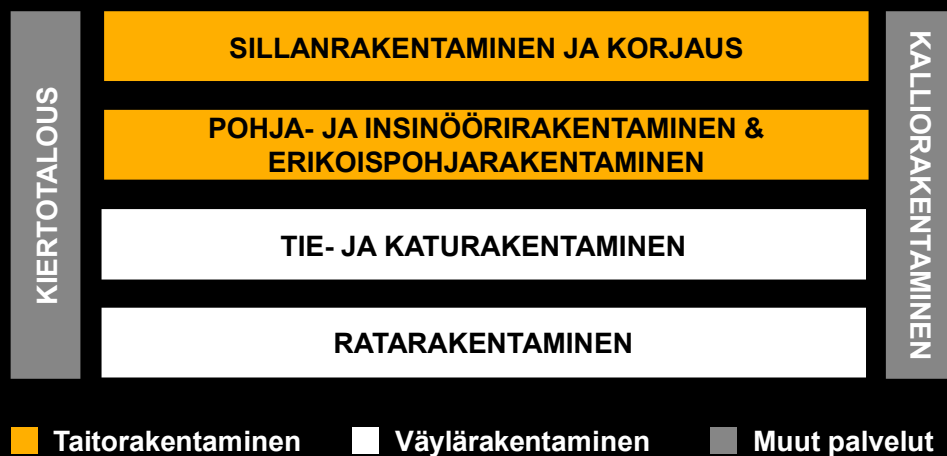 KIERTOTALOUS
SILLANRAKENTAMINEN JA KORJAUS
POHJA- JA INSINÖÖRIRAKENTAMINEN &
ERIKOISPOHJARAKENTAMINEN
TIE- JA KATURAKENTAMINEN
RATARAKENTAMINEN
KALLIORAKENTAMINEN
Taitorakentaminen
Väylärakentaminen
Muut palvelut